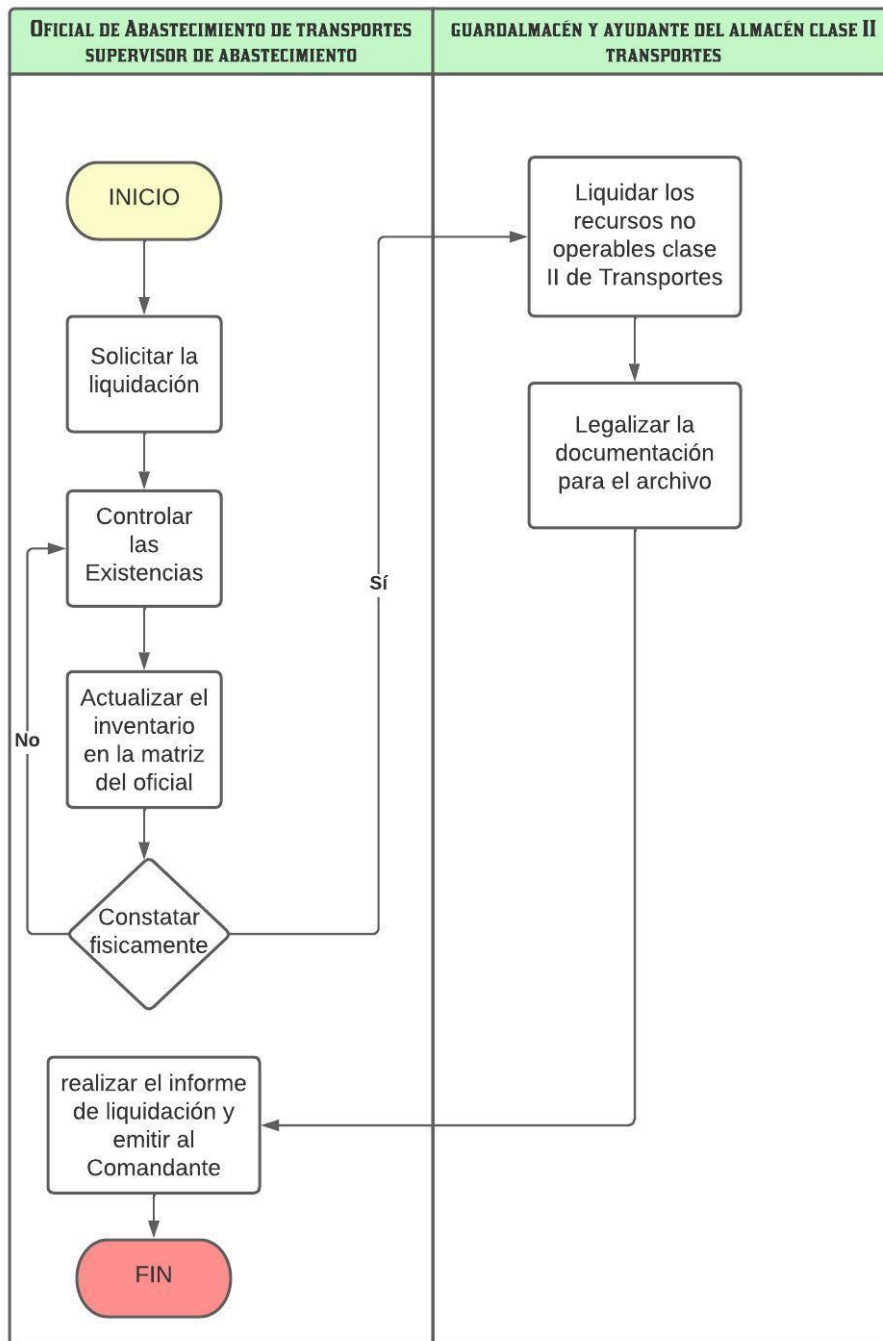 OFICIAL DE ABASTECIMIENTO DE TRANSPORTES
SUPERVISOR DE ABASTECIMIENTO
GUARDALMACÉN Y AYUDANTE DEL ALMACÉN CLASE II
TRANSPORTES
INICIO
Solicitar la
liquidación
Controlar
las
Existencias
Actualizar el
inventario
en la matriz
del oficial
No
Constatar
fisicamente
Sí
Liquidar los
recursos no
operables clase
II de Transportes
Legalizar la
documentación
para el archivo
realizar el informe
de liquidación y
emitir al
Comandante
FIN